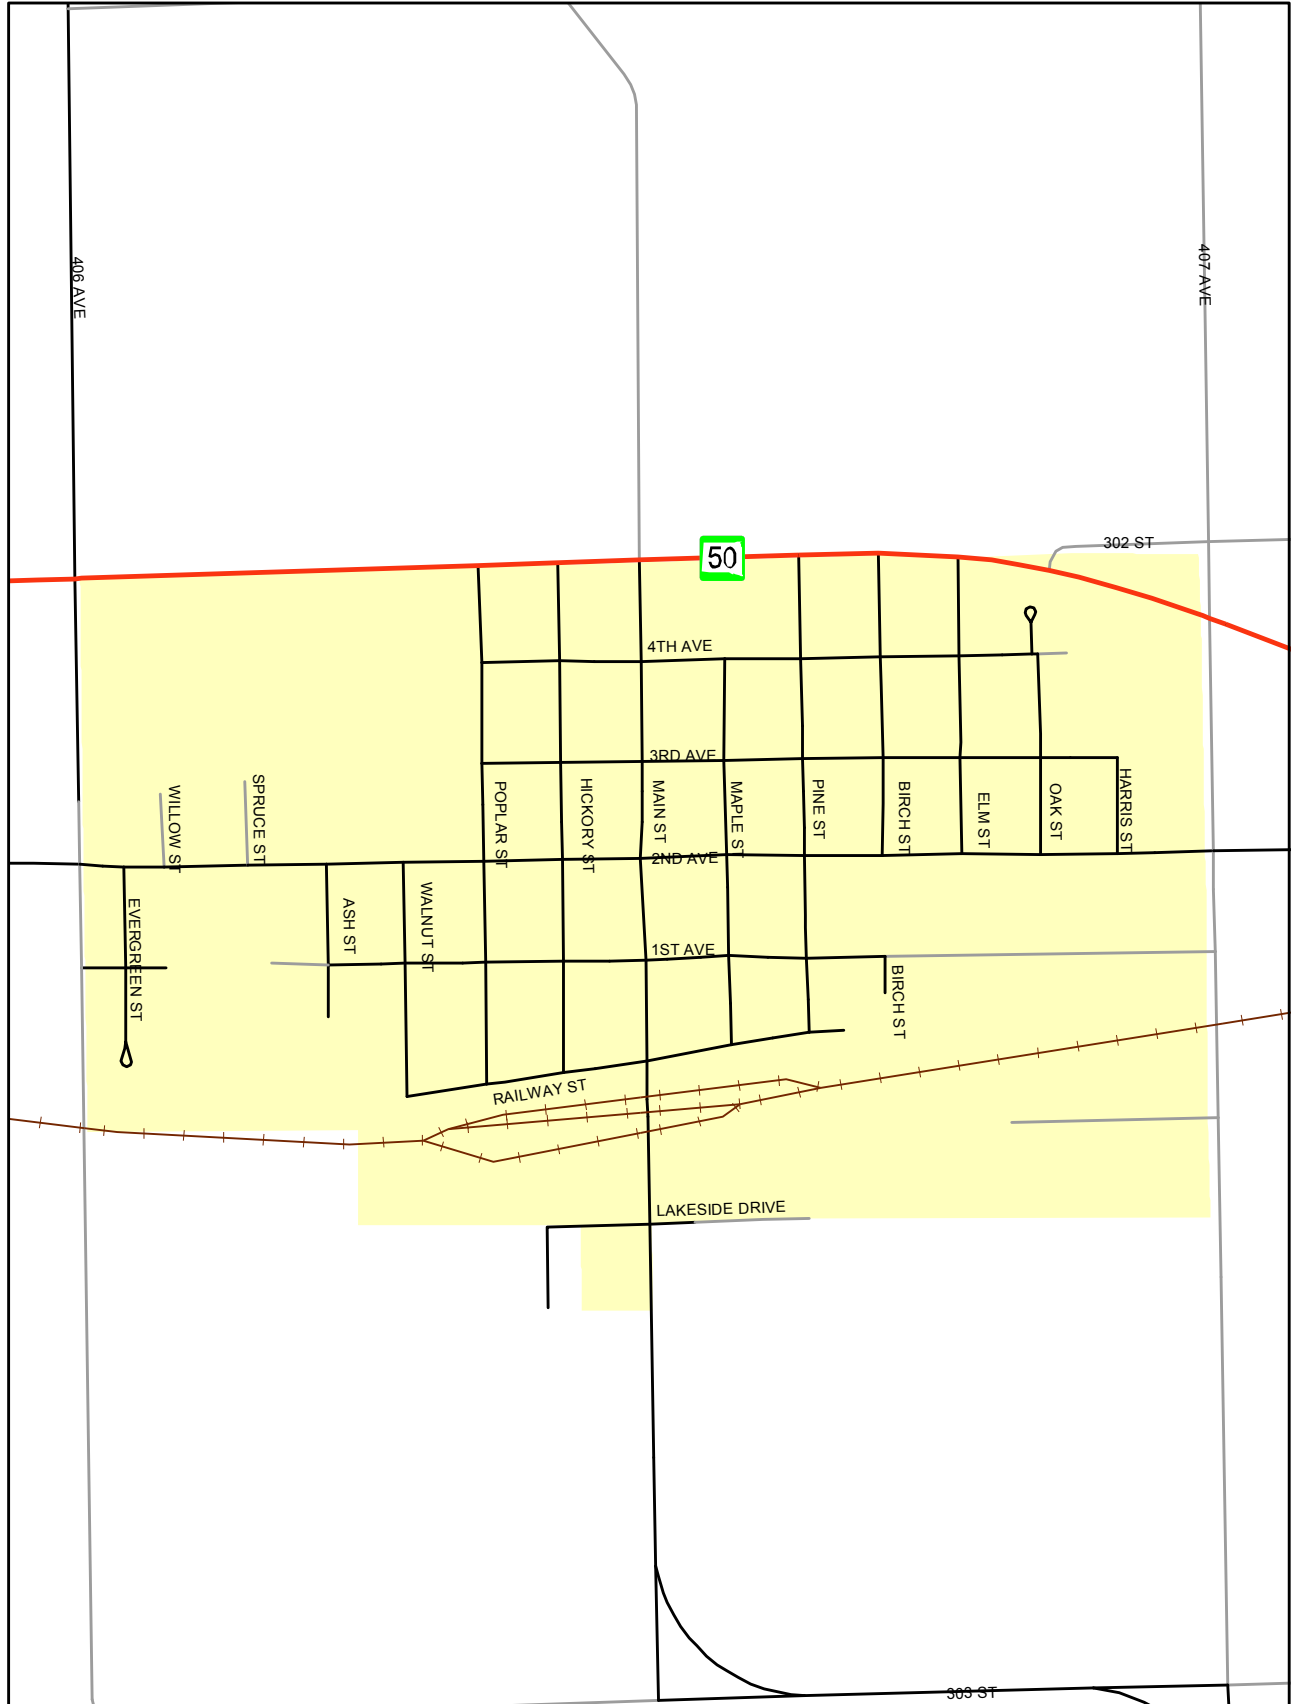 406 AVE
407 AVE
302 ST
50
4TH AVE
3RD AVE
WILLOW ST
SPRUCE ST
POPLAR ST
HICKORY ST
MAIN ST
MAPLE ST
PINE ST
BIRCH ST
ELM ST
OAK ST
HARRIS ST
2ND AVE
EVERGREEN ST
ASH ST
WALNUT ST
1ST AVE
BIRCH ST
RAILWAY ST
LAKESIDE DRIVE
303 ST